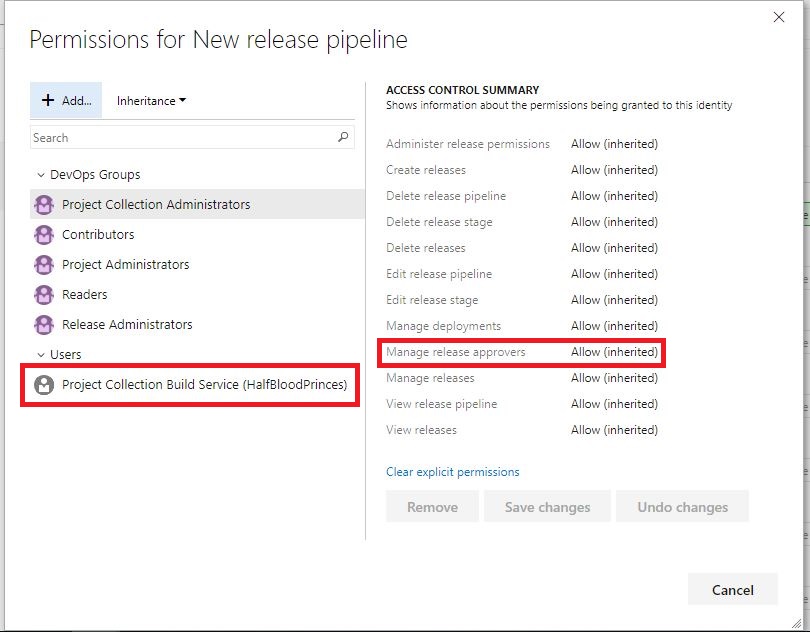 Permissions for New release pipeline
+ Add...
Inheritance
Search
DevOps Groups
Project Collection Administrators
Contributors
Project Administrators
Readers
Release Administrators
Users
Project Collection Build Service (HalfBloodPrinces)
ACCESS CONTROL SUMMARY
Shows information about the permissions being granted to this identity
Administer release permissions Allow (inherited)
Create releases Allow (inherited)
Delete release pipeline Allow (inherited)
Delete release stage Allow (inherited)
Delete releases Allow (inherited)
Edit release pipeline Allow (inherited)
Edit release stage Allow (inherited)
Manage deployments Allow (inherited)
Manage release approvers Allow (inherited)
Manage releases Allow (inherited)
View release pipeline Allow (inherited)
View releases Allow (inherited)
Clear explicit permissions
Remove Save changes Undo changes
Cancel